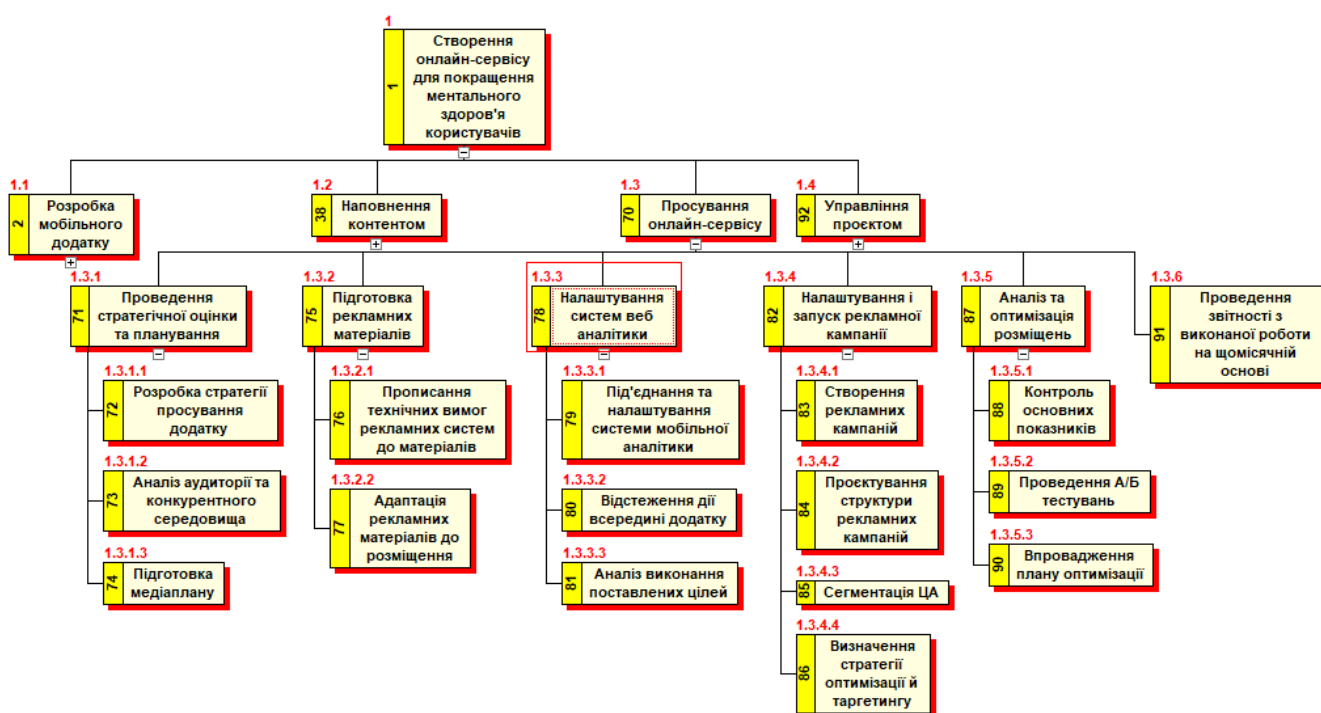 1
1
Створення
онлайн-сервісу
для покращення
ментального
здоров'я
користувачів
1.1
2
Розробка
мобільного
додатку
1.2
38
Наповнення
контентом
1.3
70
Просування
онлайн-сервісу
1.4
92
Управління
проєктом
1.3.1
71
Проведення
стратегічної оцінки
та планування
1.3.1.1
72
Розробка стратегії
просування
додатку
1.3.1.2
73
Аналіз аудиторії та
конкурентного
середовища
1.3.1.3
74
Підготовка
медіаплану
1.3.2
75
Підготовка
рекламних
матеріалів
1.3.2.1
76
Прописання
технічних вимог
рекламних систем
до матеріалів
1.3.2.2
77
Адаптація
рекламних
матеріалів до
розміщення
1.3.3
78
Налаштування
систем веб
аналітики
1.3.3.1
79
Під'єднання та
налаштування
системи мобільної
аналітики
1.3.3.2
80
Відстеження дії
всередині додатку
1.3.3.3
81
Аналіз виконання
поставлених цілей
1.3.4
82
Налаштування і
запуск рекламної
кампанії
1.3.4.1
83
Створення
рекламних
кампаній
1.3.4.2
84
Проєктування
структури
рекламних
кампаній
1.3.4.3
85
Сегментація ЦА
1.3.4.4
86
Визначення
стратегії
оптимізації й
таргетингу
1.3.5
87
Аналіз та
оптимізація
розміщень
1.3.5.1
88
Контроль
основних
показників
1.3.5.2
89
Проведення А/Б
тестувань
1.3.5.3
90
Впровадження
плану оптимізації
1.3.6
91
Проведення
звітності з
виконаної роботи
на щомісячній
основі